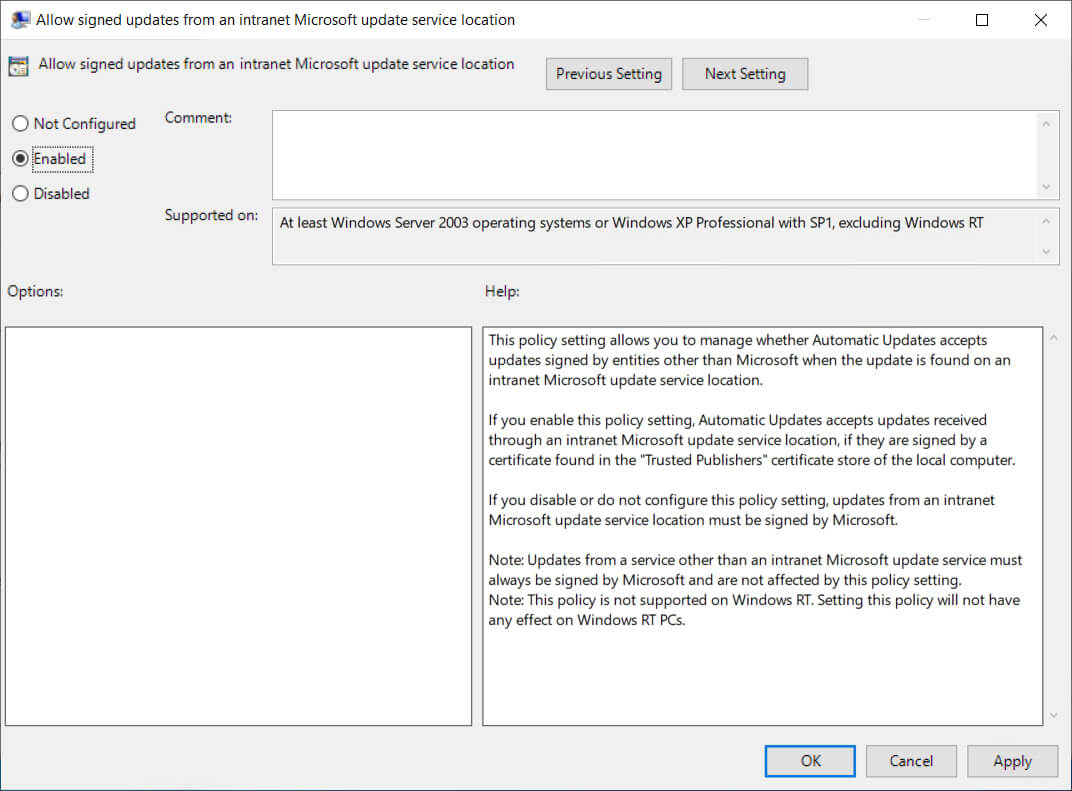 Allow signed updates from an intranet Microsoft update service location
Allow signed updates from an intranet Microsoft update service location
Previous Setting
Next Setting
Not Configured
Enabled
Disabled
Comment:
Supported on:
At least Windows Server 2003 operating systems or Windows XP Professional with SP1, excluding Windows RT
Options:
Help:
This policy setting allows you to manage whether Automatic Updates accepts
updates signed by entities other than Microsoft when the update is found on an
intranet Microsoft update service location.
If you enable this policy setting, Automatic Updates accepts updates received
through an intranet Microsoft update service location, if they are signed by a
certificate found in the "Trusted Publishers" certificate store of the local computer.
If you disable or do not configure this policy setting, updates from an intranet
Microsoft update service location must be signed by Microsoft.
Note: Updates from a service other than an intranet Microsoft update service must
always be signed by Microsoft and are not affected by this policy setting.
Note: This policy is not supported on Windows RT. Setting this policy will not have
any effect on Windows RT PCs.
OK
Cancel
Apply